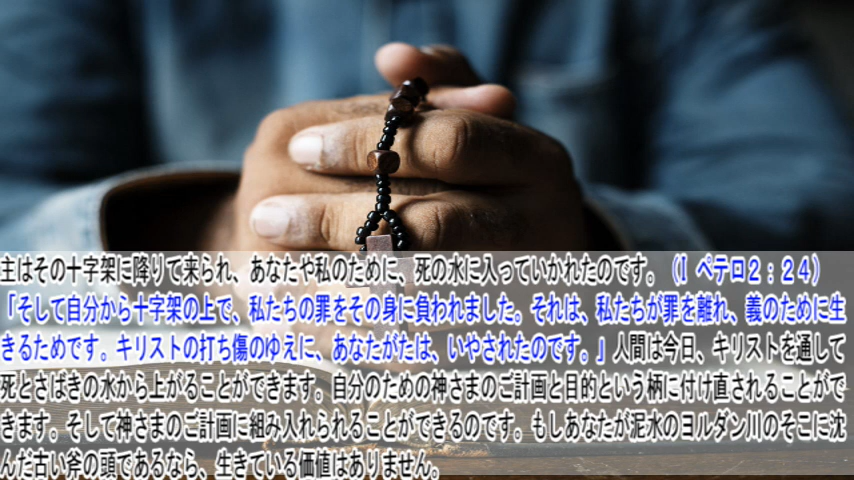 主はその十字架に降りて来られ、あなたや私のために、死の水に入っていかれたのです。（Ⅰ ペテロ２：２４）
「そして自分から十字架の上で、私たちの罪をその身に負われました。それは、私たちが罪を離れ、義のために生
きるためです。キリストの打ち傷のゆえに、あなたがたは、いやされたのです。」人間は今日、キリストを通して
死とさばきの水から上がることができます。自分のための神さまのご計画と目的という柄に付け直されることがで
きます。そして神さまのご計画に組み入れられることができるのです。もしあなたが泥水のヨルダン川のそこに沈
んだ古い斧の頭であるなら、生きている価値はありません。